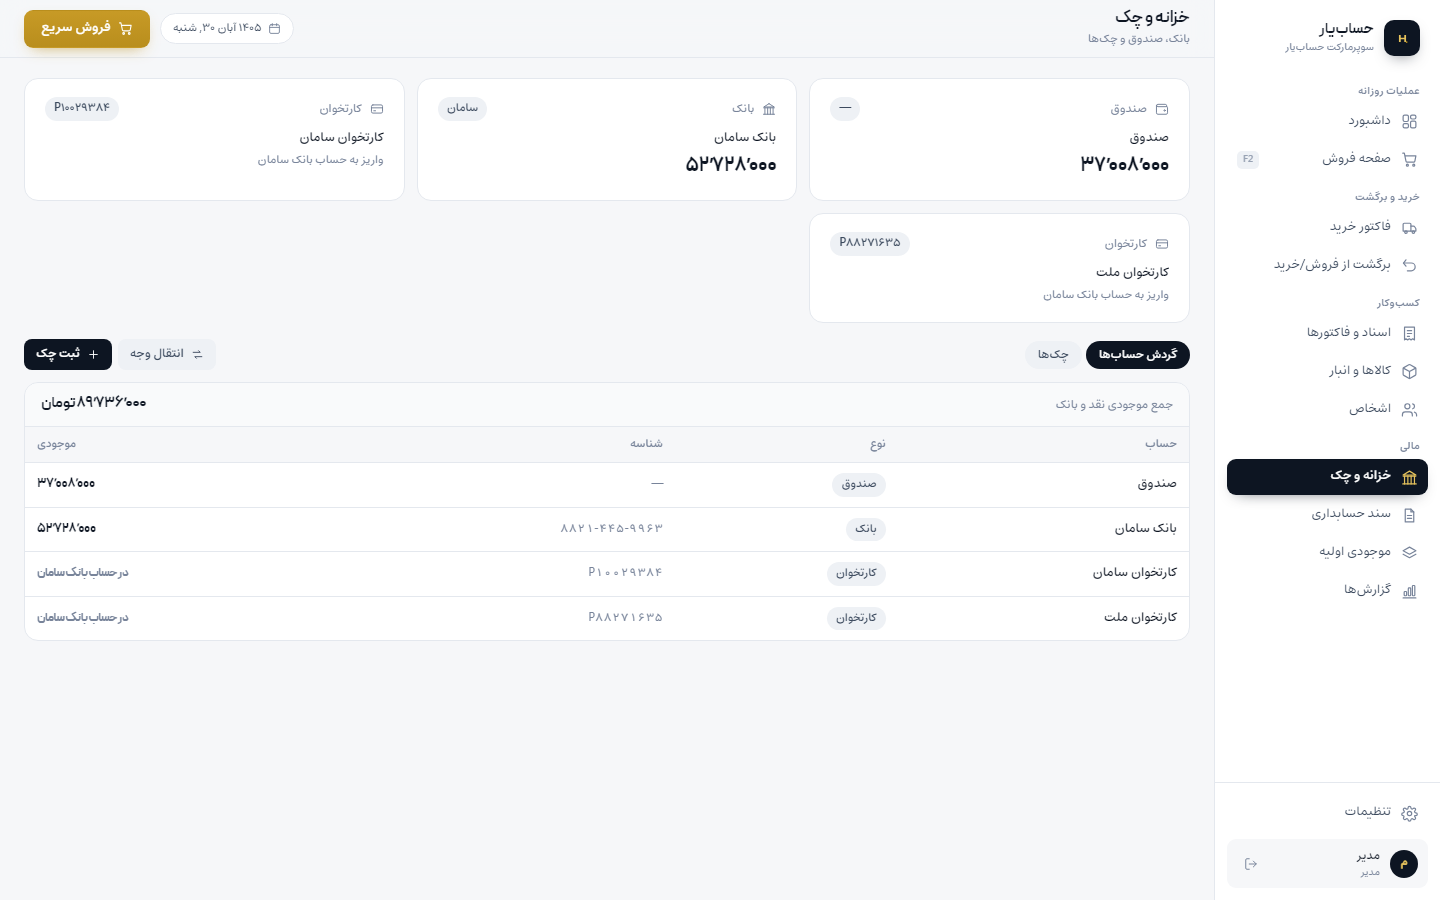 H
حساب‌یار
سوپرمارکت حساب‌یار
عملیات روزانه
داشبورد
صفحه فروش
F2
خرید و برگشت
فاکتور خرید
برگشت از فروش/خرید
کسب‌وکار
اسناد و فاکتورها
کالاها و انبار
اشخاص
مالی
خزانه و چک
سند حسابداری
موجودی اولیه
گزارش‌ها
تنظیمات
م
مدیر
مدیر
خزانه و چک
بانک، صندوق و چک‌ها
۱۴۰۵ آبان ۳۰, شنبه
فروش سریع
صندوق
—
صندوق
۳۷٬۰۰۸٬۰۰۰
بانک
سامان
بانک سامان
۵۲٬۷۲۸٬۰۰۰
کارتخوان
P۱۰۰۲۹۳۸۴
کارتخوان سامان
واریز به حساب بانک سامان
کارتخوان
P۸۸۲۷۱۶۳۵
کارتخوان ملت
واریز به حساب بانک سامان
گردش حساب‌ها
چک‌ها
انتقال وجه
ثبت چک
جمع موجودی نقد و بانک
۸۹٬۷۳۶٬۰۰۰ تومان
حساب نوع شناسه موجودی
صندوق صندوق — ۳۷٬۰۰۸٬۰۰۰
بانک سامان بانک ۸۸۲۱-۴۴۵-۹۹۶۳ ۵۲٬۷۲۸٬۰۰۰
کارتخوان سامان کارتخوان P۱۰۰۲۹۳۸۴ در حساب بانک سامان
کارتخوان ملت کارتخوان P۸۸۲۷۱۶۳۵ در حساب بانک سامان